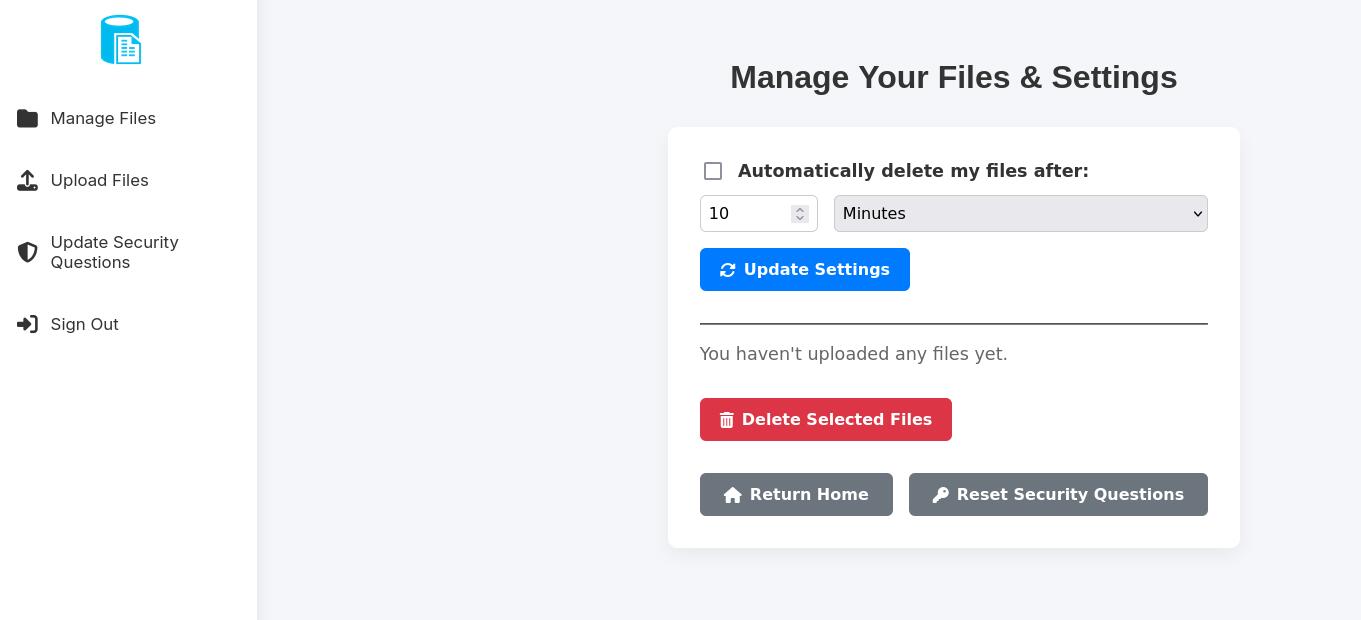 Manage Files
Upload Files
Update Security
Questions
Sign Out
Manage Your Files & Settings
Automatically delete my files after:
10
Minutes
Update Settings
You haven't uploaded any files yet.
Delete Selected Files
Return Home
Reset Security Questions